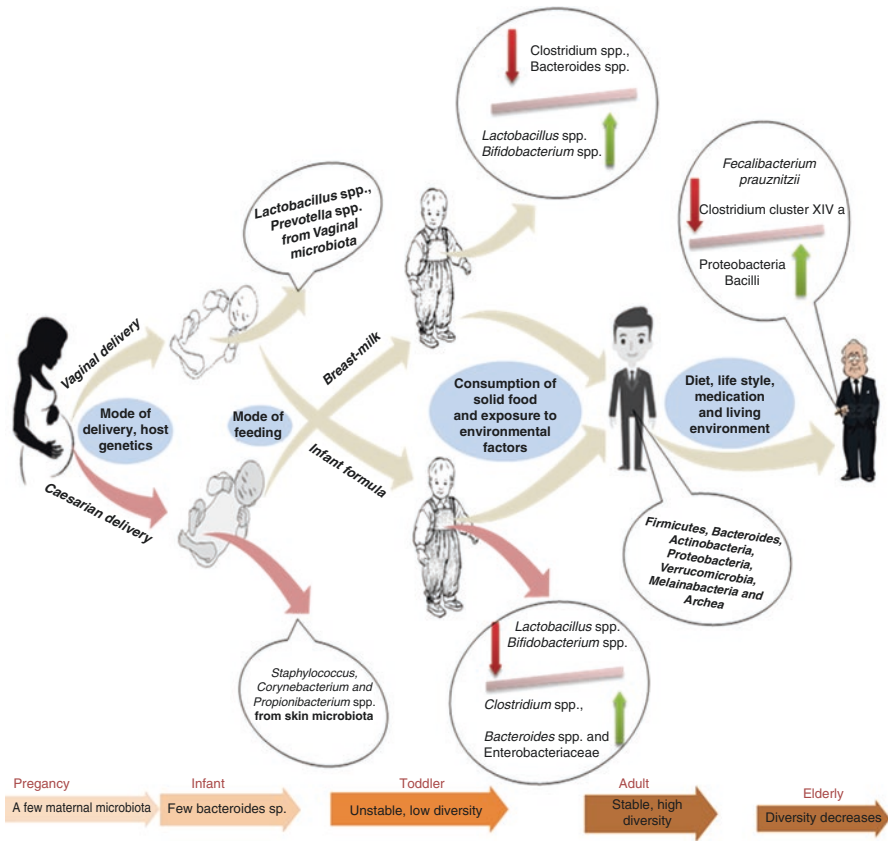 Clostridium spp.,
Bacteroides spp.
Lactobacillus spp.
Bifidobacterium spp.
Fecalibacterium
prauznitzii
Clostridium cluster XIV a
Proteobacteria
Bacilli
Lactobacillus spp.,
Prevotella spp.
from Vaginal
microbiota
Vaginal delivery
Breast-milk
Mode of
delivery, host
genetics
Mode of
feeding
Consumption of
solid food
and exposure to
environmental
factors
Diet, life style,
medication
and living
environment
Caesarian delivery
Infant formula
Firmicutes, Bacteroides,
Actinobacteria,
Proteobacteria,
Verrucomicrobia,
Melainabacteria and
Archea
Staphylococcus,
Corynebacterium and
Propionibacterium spp.
from skin microbiota
Lactobacillus spp.
Bifidobacterium spp.
Clostridium spp.,
Bacteroides spp. and
Enterobacteriaceae
Pregancy
Infant
Toddler
Adult
Elderly
A few maternal microbiota
Few bacteroides sp.
Unstable, low diversity
Stable, high
diversity
Diversity decreases